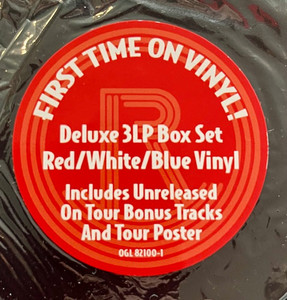 FIRST TIME ON VINYL!
R
Deluxe 3LP Box Set
Red/White/Blue Vinyl
Includes Unreleased
On Tour Bonus Tracks
And Tour Poster
OGL 82100-1